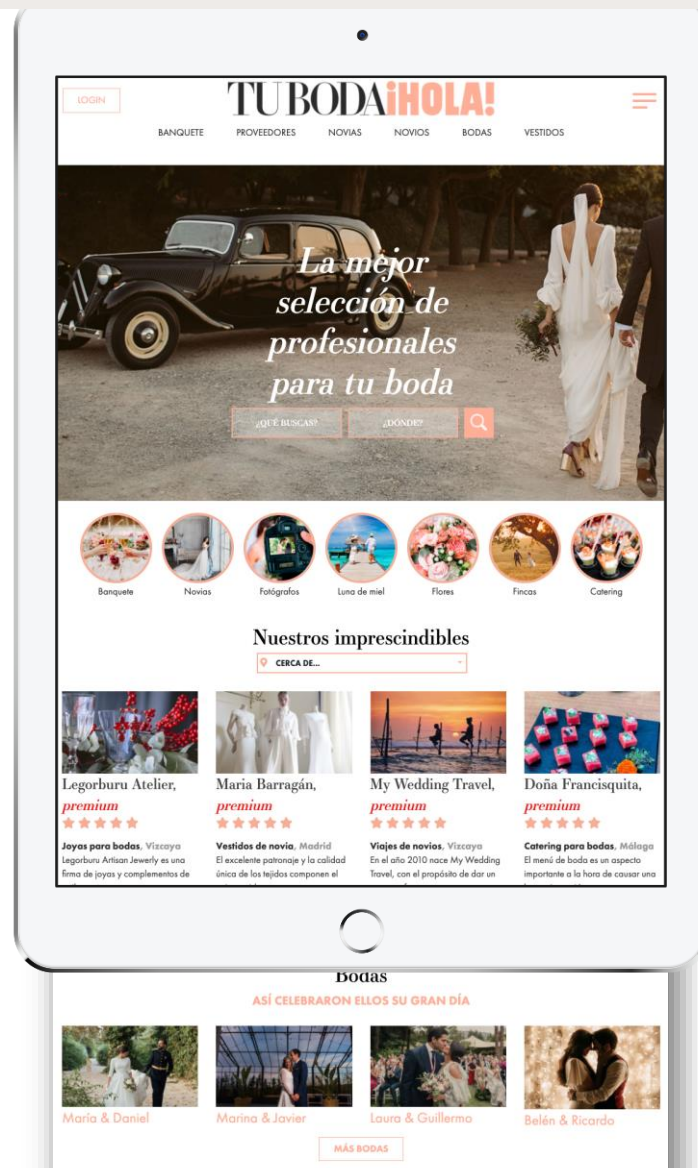 LOGIN
TU BODA ¡HOLA!
BANQUETE PROVEEDORES NOVIAS NOVIOS BODAS VESTIDOS
La mejor
selección de
profesionales
para tu boda
¿QUÉ BUSCAS? ¿DÓNDE?
Banquete Novias Fotógrafos Luna de miel Flores Fincas Catering
Nuestros imprescindibles
CERCA DE...
Legorburu Atelier,
premium
Joyas para bodas, Vizcaya
Legorburu Artisan Jewerly es una
firma de joyas y complementos de
Maria Barragán,
premium
Vestidos de novia, Madrid
El excelente patronaje y la calidad
única de los tejidos componen el
My Wedding Travel,
premium
Viajes de novios, Vizcaya
En el año 2010 nace My Wedding
Travel, con el propósito de dar un
Doña Francisquita,
premium
Catering para bodas, Málaga
El menú de boda es un aspecto
importante a la hora de causar una
Bodas
ASÍ CELEBRARON ELLOS SU GRAN DÍA
María & Daniel Marina & Javier Laura & Guillermo Belén & Ricardo
MÁS BODAS